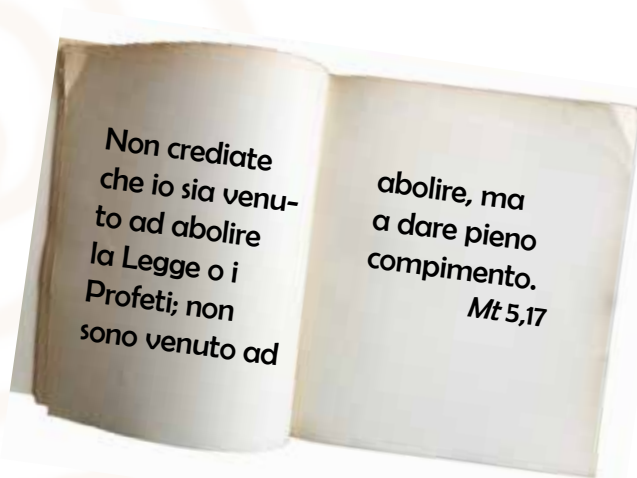 Non crediate
che io sia venu-
to ad abolire
la Legge o i
Profeti; non
sono venuto ad
abolire, ma
a dare pieno
compimento.
Mt 5,17